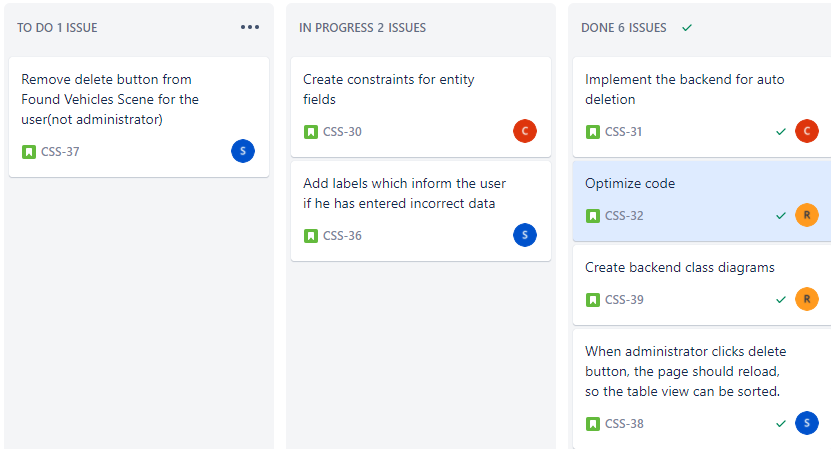 TO DO 1 ISSUE
Remove delete button from
Found Vehicles Scene for the
user(not administrator)
CSS-37
S
IN PROGRESS 2 ISSUES
Create constraints for entity
fields
CSS-30
C
Add labels which inform the user
if he has entered incorrect data
CSS-36
S
DONE 6 ISSUES
Implement the backend for auto
deletion
CSS-31
C
Optimize code
CSS-32
R
Create backend class diagrams
CSS-39
R
When administrator clicks delete
button, the page should reload,
so the table view can be sorted.
CSS-38
S